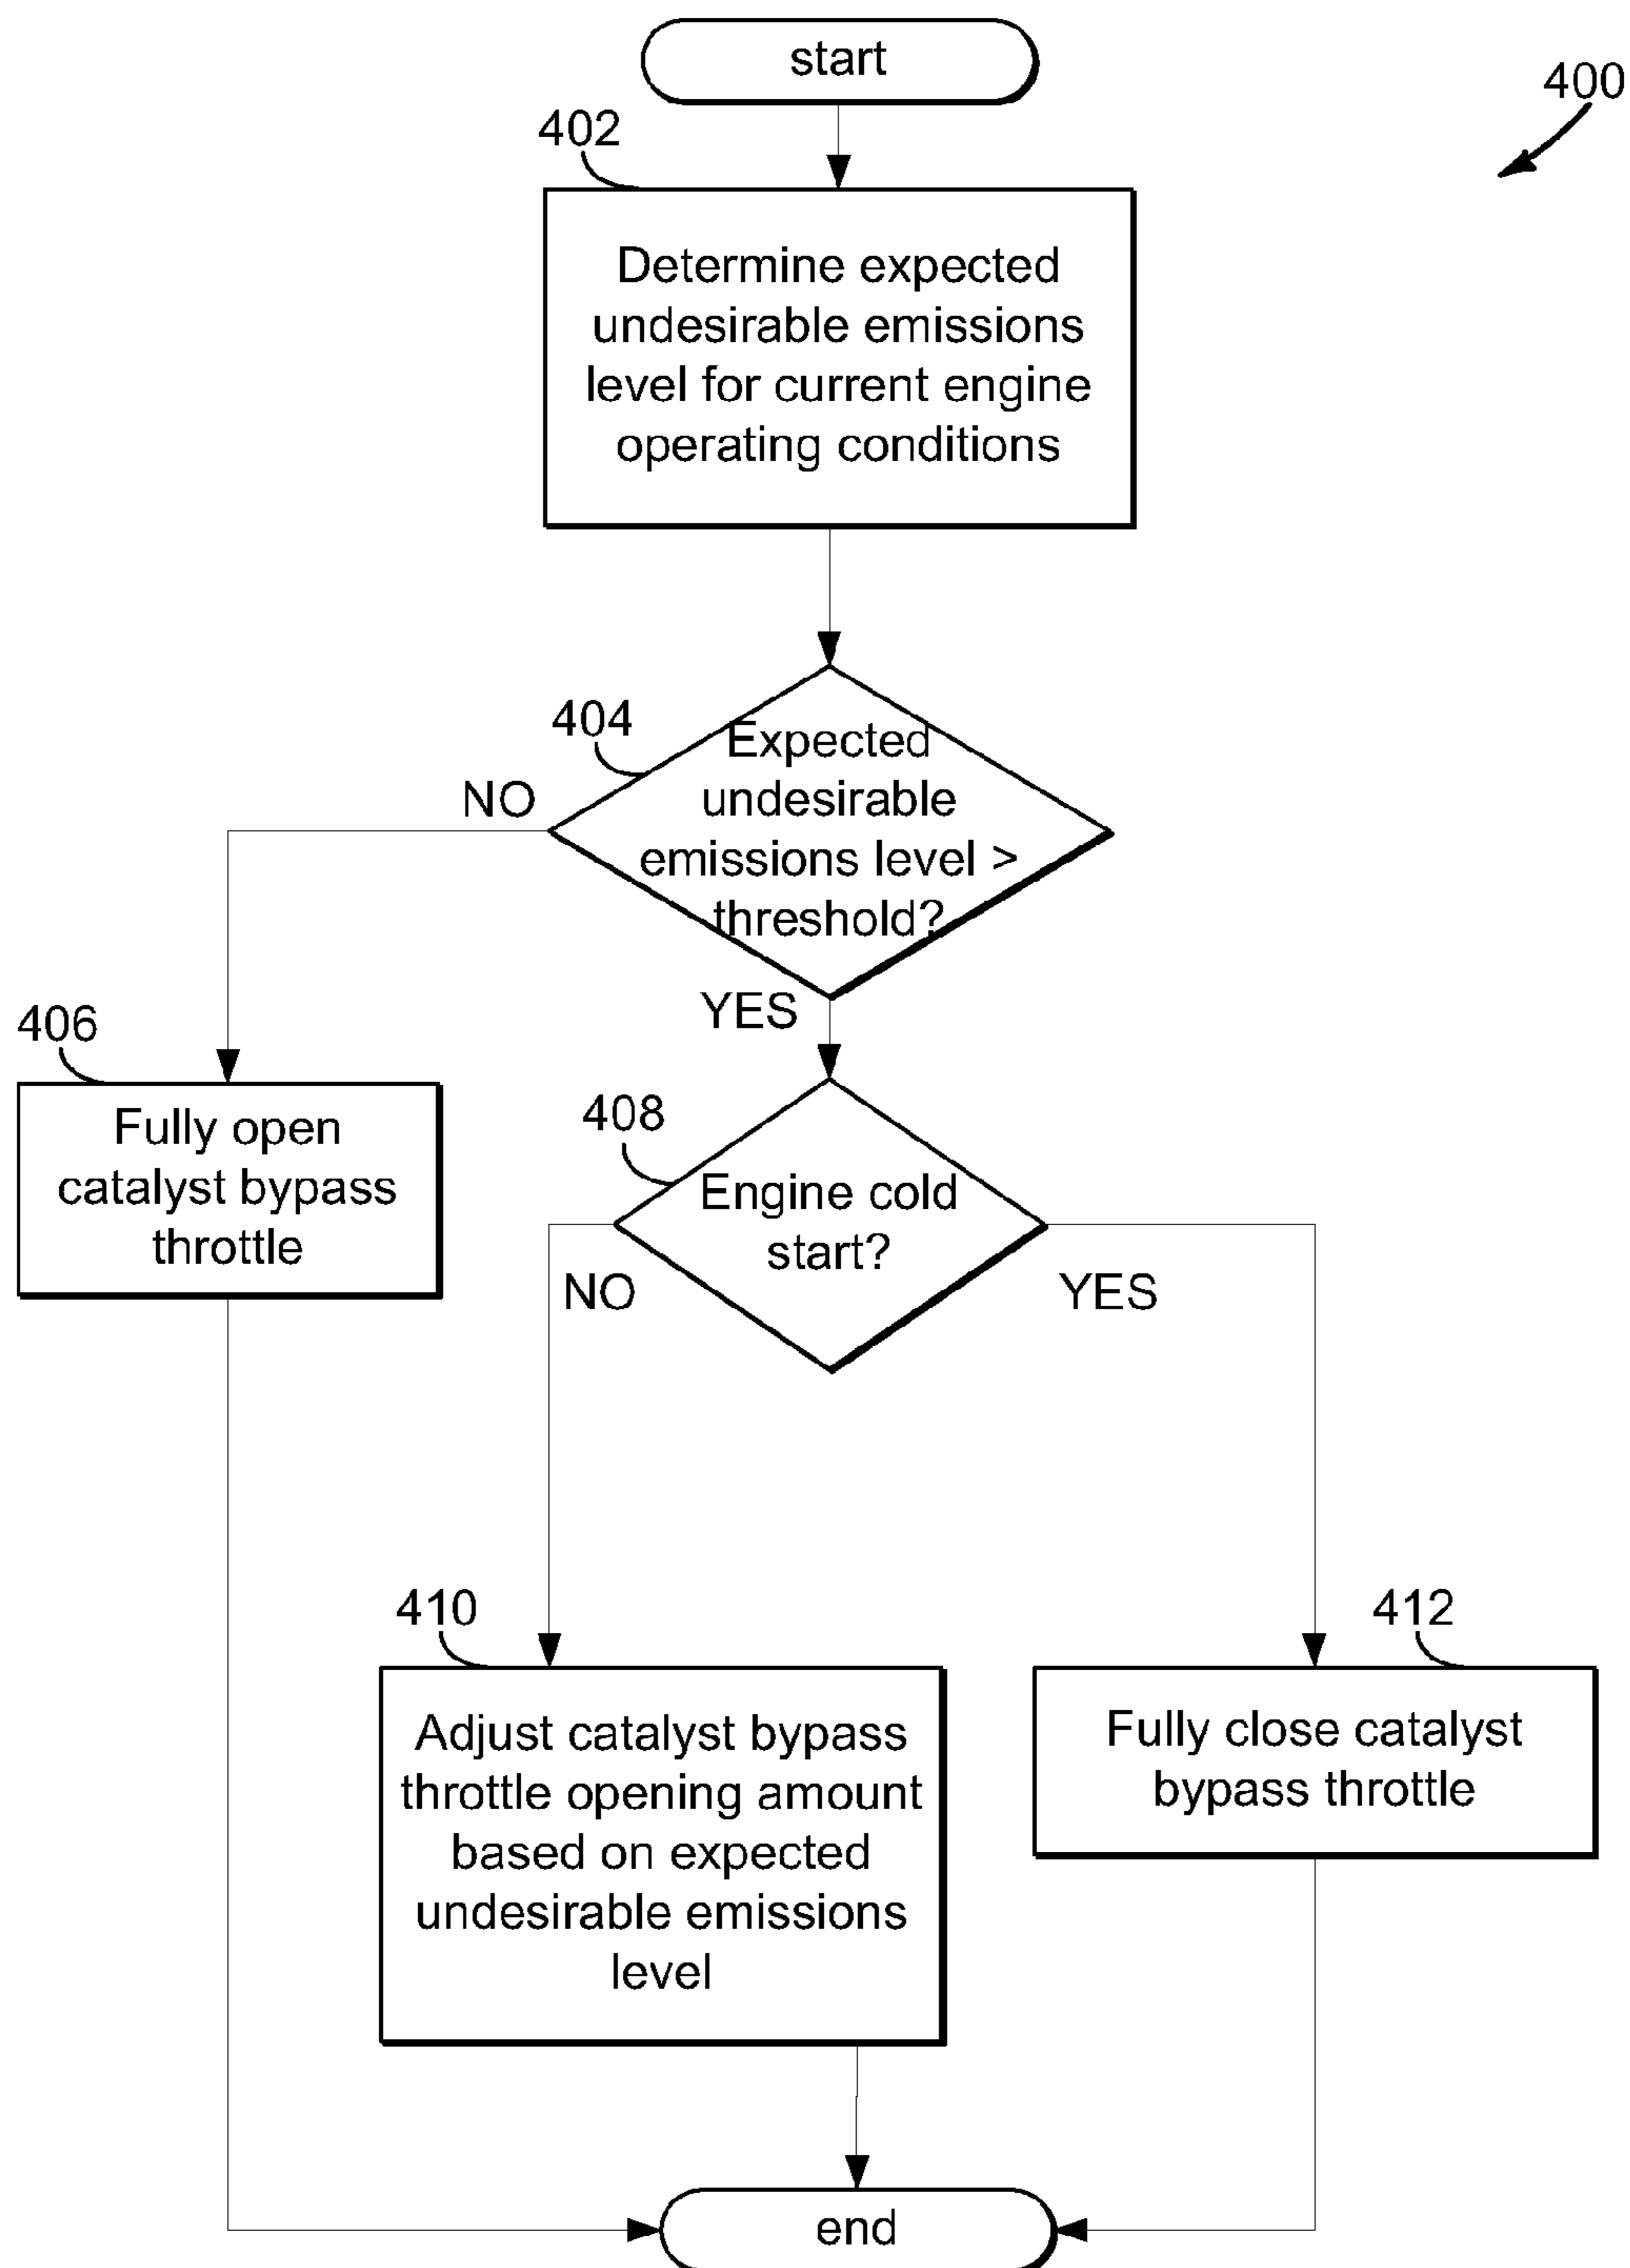 start
400
402
Determine expected
undesirable emissions
level for current engine
operating conditions
404
Expected
undesirable
emissions level >
threshold?
NO
YES
406
Fully open
catalyst bypass
throttle
408
Engine cold
start?
NO
YES
410
Adjust catalyst bypass
throttle opening amount
based on expected
undesirable emissions
level
412
Fully close catalyst
bypass throttle
end